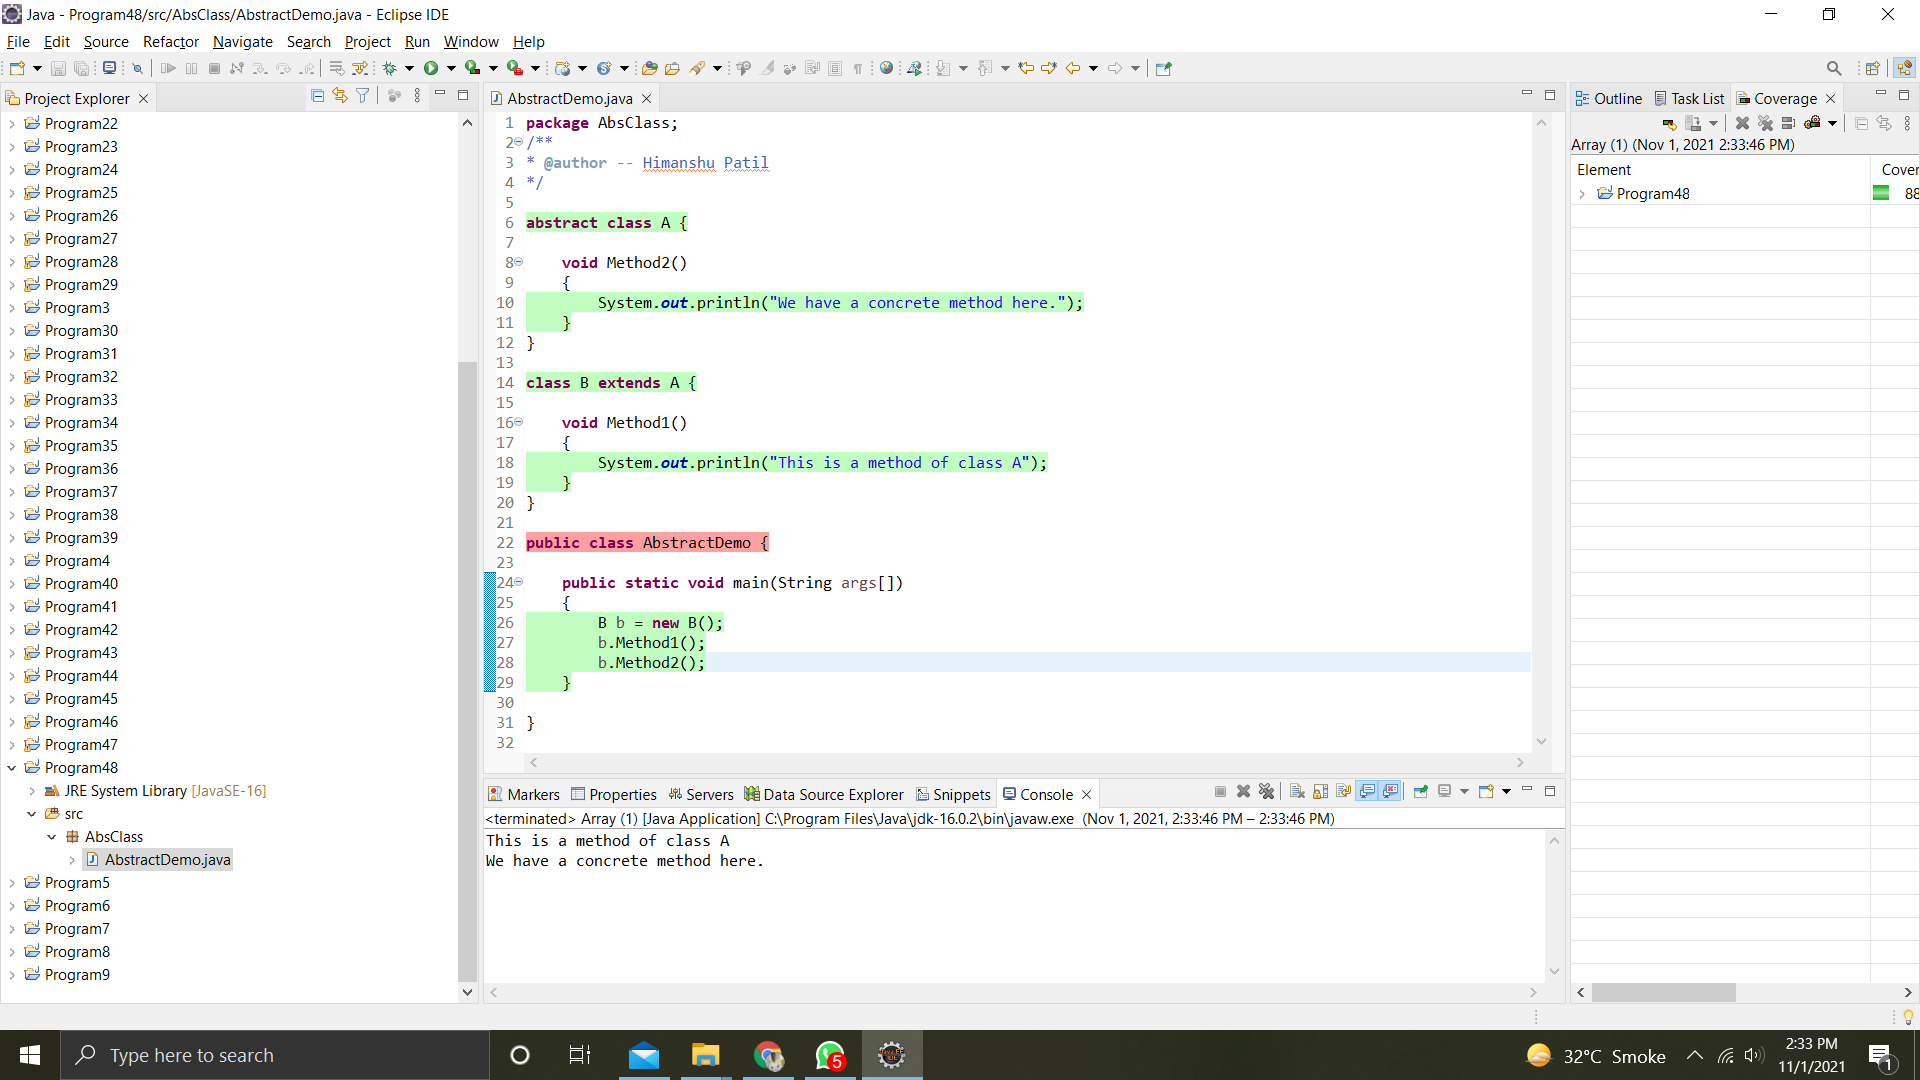 Java - Program48/src/AbsClass/AbstractDemo.java - Eclipse IDE
File Edit Source Refactor Navigate Search Project Run Window Help
Project Explorer
Program22
Program23
Program24
Program25
Program26
Program27
Program28
Program29
Program3
Program30
Program31
Program32
Program33
Program34
Program35
Program36
Program37
Program38
Program39
Program4
Program40
Program41
Program42
Program43
Program44
Program45
Program46
Program47
Program48
JRE System Library [JavaSE-16]
src
AbsClass
AbstractDemo.java
Program5
Program6
Program7
Program8
Program9
AbstractDemo.java
1 package AbsClass;
2 /**
3 * @author -- Himanshu Patil
4 */
5
6 abstract class A {
7
8 void Method2()
9 {
10 System.out.println("We have a concrete method here.");
11 }
12 }
13
14 class B extends A {
15
16 void Method1()
17 {
18 System.out.println("This is a method of class A");
19 }
20 }
21
22 public class AbstractDemo {
23
24 public static void main(String args[])
25 {
26 B b = new B();
27 b.Method1();
28 b.Method2();
29 }
30
31 }
32
Markers Properties Servers Data Source Explorer Snippets Console
<terminated> Array (1) [Java Application] C:\Program Files\Java\jdk-16.0.2\bin\javaw.exe (Nov 1, 2021, 2:33:46 PM – 2:33:46 PM)
This is a method of class A
We have a concrete method here.
Outline Task List Coverage
Array (1) (Nov 1, 2021 2:33:46 PM)
Element Cover
Program48 88
Type here to search
5
32°C Smoke
2:33 PM
11/1/2021
1